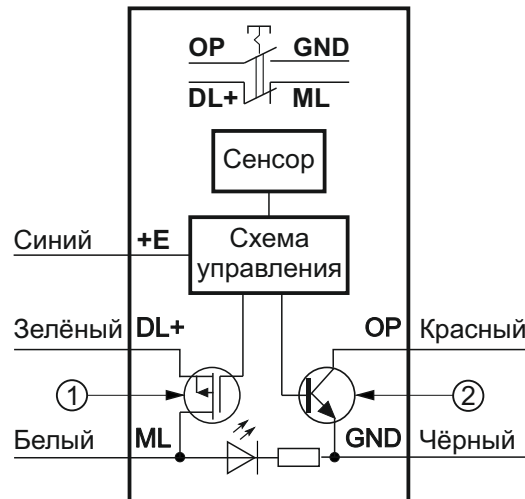 OP GND
DL+ ML
Сенсор
Синий +E
Схема
управления
Зелёный DL+ OP Красный
1 2
Белый ML GND Чёрный